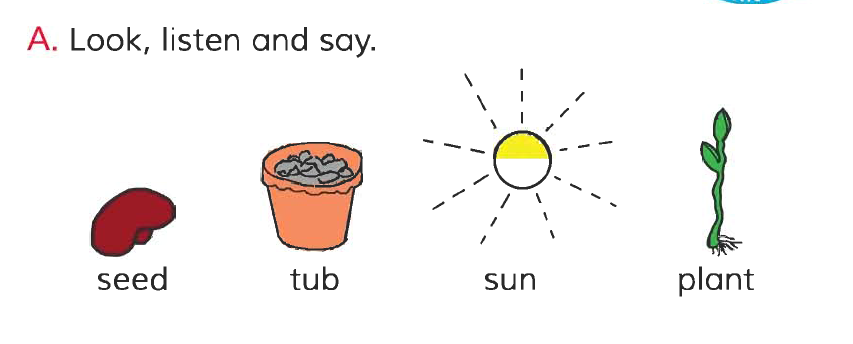 A. Look, listen and say.
seed tub sun plant